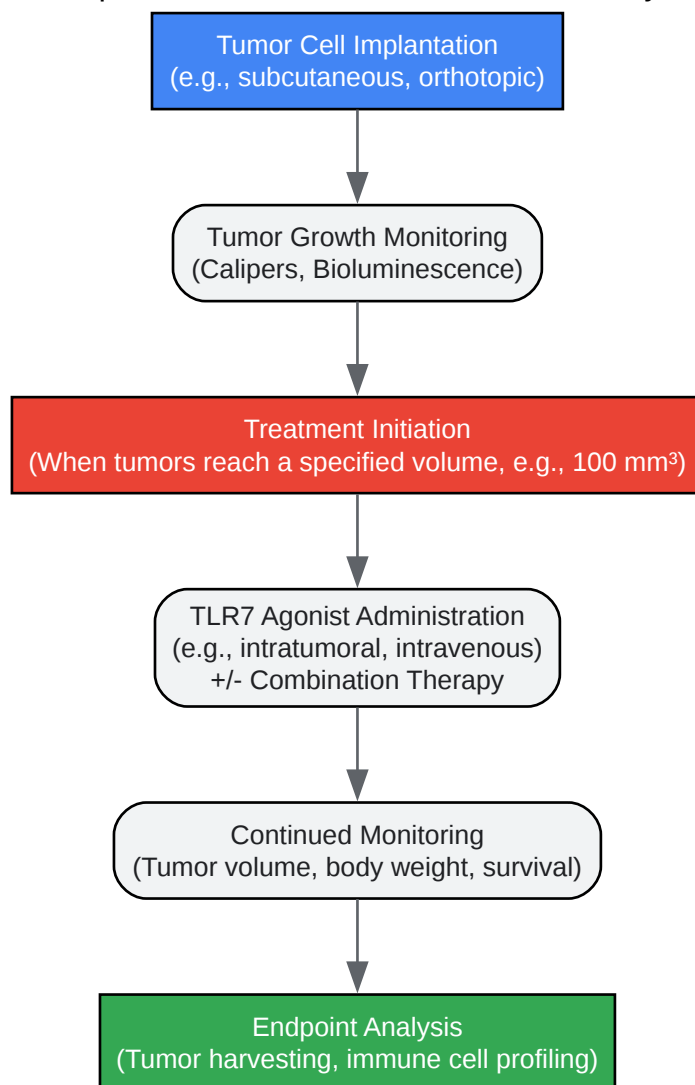 Tumor Cell Implantation
(e.g., subcutaneous, orthotopic)
Tumor Growth Monitoring
(Calipers, Bioluminescence)
Treatment Initiation
(When tumors reach a specified volume, e.g., 100 mm³)
TLR7 Agonist Administration
(e.g., intratumoral, intravenous)
+/- Combination Therapy
Continued Monitoring
(Tumor volume, body weight, survival)
Endpoint Analysis
(Tumor harvesting, immune cell profiling)